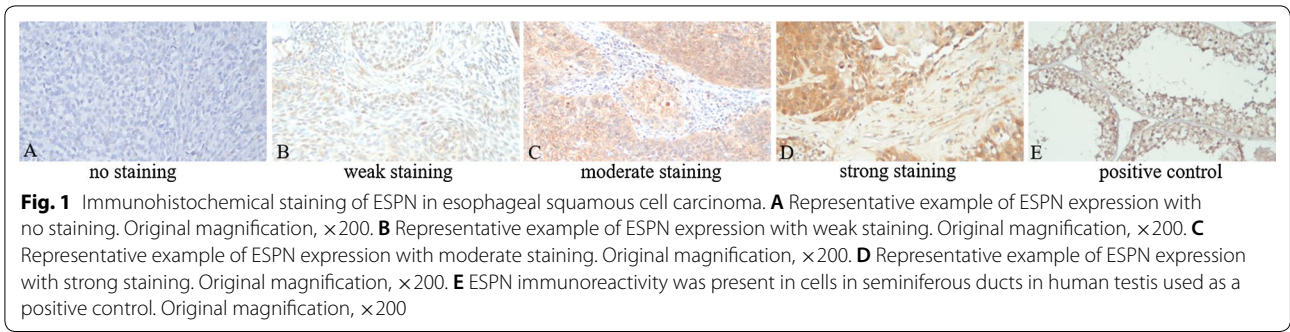 A B C D E
no staining weak staining moderate staining strong staining positive control
Fig. 1 Immunohistochemical staining of ESPN in esophageal squamous cell carcinoma. A Representative example of ESPN expression with
no staining. Original magnification, ×200. B Representative example of ESPN expression with weak staining. Original magnification, ×200. C
Representative example of ESPN expression with moderate staining. Original magnification, ×200. D Representative example of ESPN expression
with strong staining. Original magnification, ×200. E ESPN immunoreactivity was present in cells in seminiferous ducts in human testis used as a
positive control. Original magnification, ×200